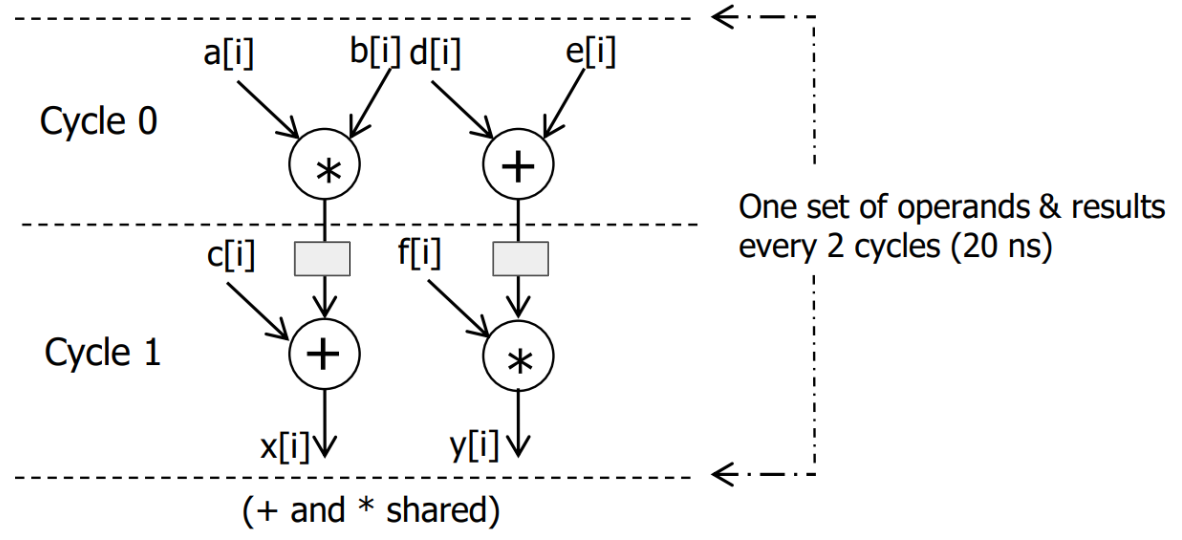 a[i] b[i] d[i] e[i]
Cycle 0
* +
One set of operands & results
every 2 cycles (20 ns)
c[i] f[i]
Cycle 1
+ *
x[i] y[i]
(+ and * shared)